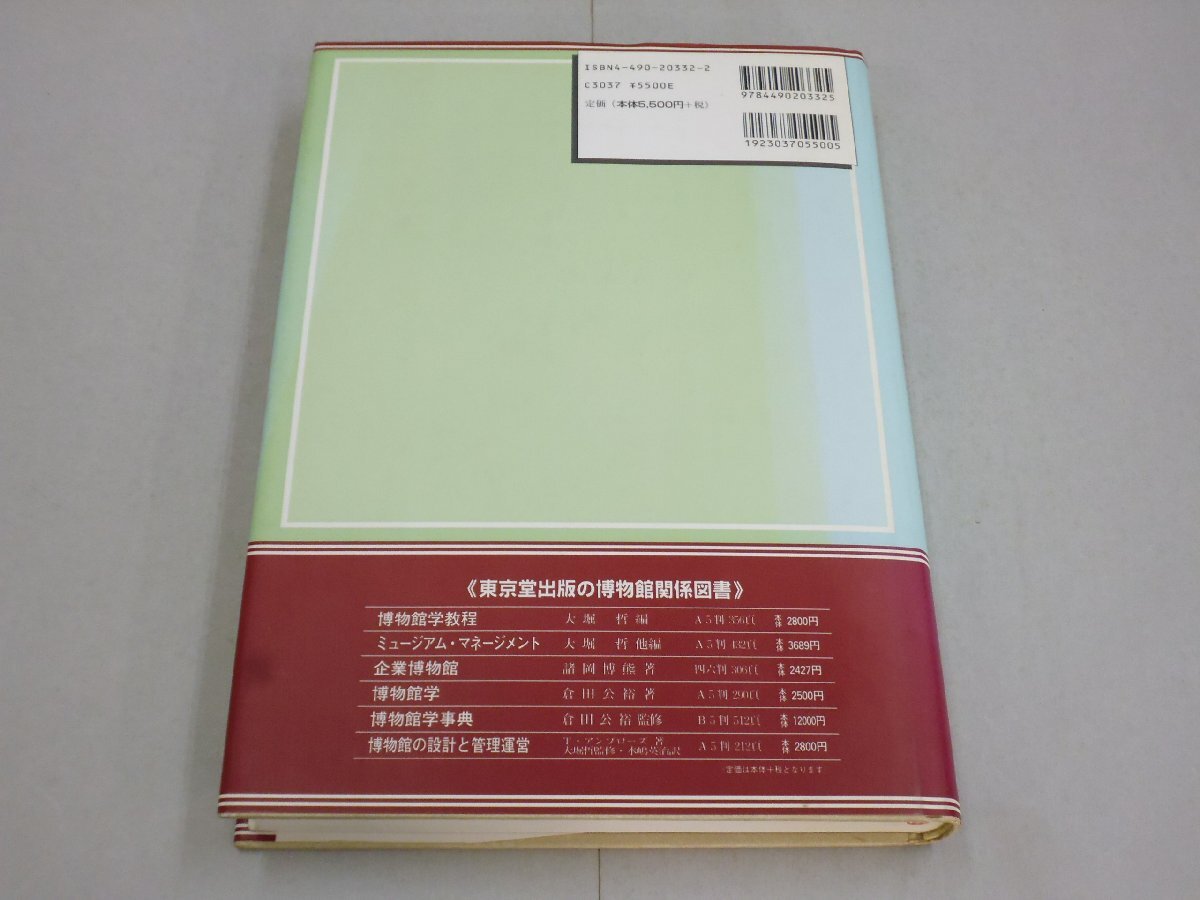 ISBN4-490-20332-2
C3037 ¥5500E
定価（本体5,500円+税）
9784490203325
1923037055005
《東京堂出版の博物館関係図書》
博物館学教程 大堀 哲編 A5判356頁 本体2800円
ミュージアム・マネージメント 大堀 哲他編 A5判432頁 本体3689円
企業博物館 諸岡博熊著 四六判306頁 本体2427円
博物館学 倉田公裕著 A5判290頁 本体2500円
博物館学事典 倉田公裕監修 B5判512頁 本体12000円
博物館の設計と管理運営 T・アンブローズ著 大堀哲監修・水嶋英治訳 A5判212頁 本体2800円
定価は本体+税となります